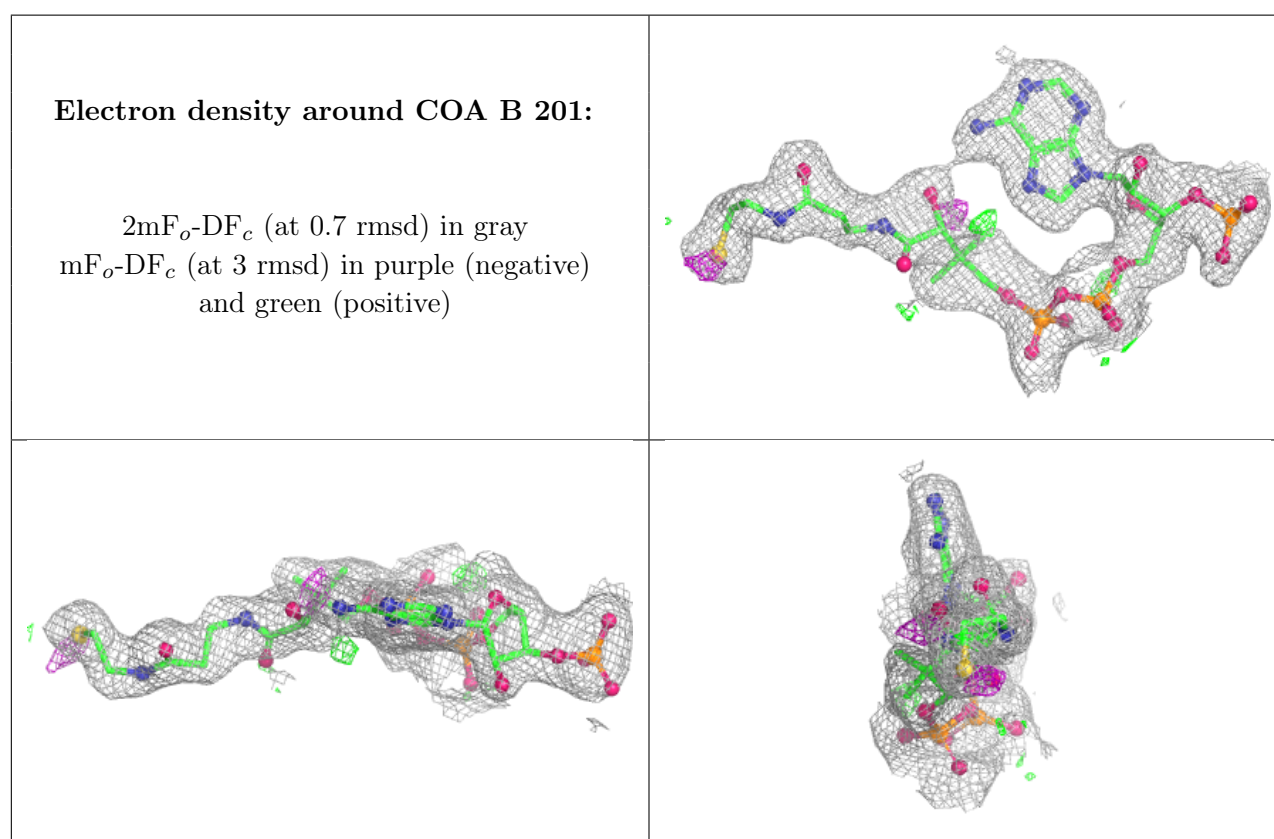 Electron density around COA B 201:
2mFo-DFc (at 0.7 rmsd) in gray
mFo-DFc (at 3 rmsd) in purple (negative)
and green (positive)